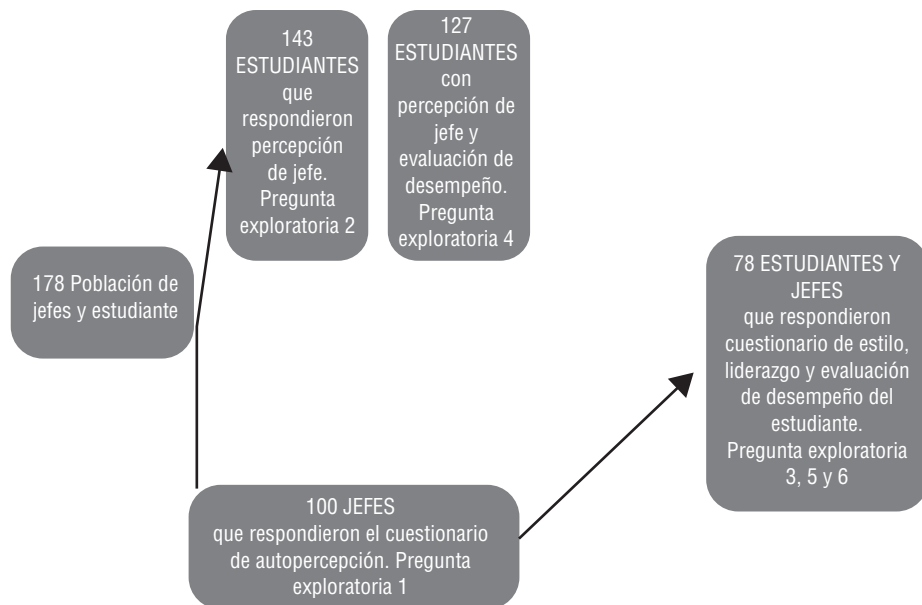 143
ESTUDIANTES
que
respondieron
percepción
de jefe.
Pregunta
exploratoria 2
127
ESTUDIANTES
con
percepción de
jefe y
evaluación de
desempeño.
Pregunta
exploratoria 4
178 Población de
jefes y estudiante
78 ESTUDIANTES Y
JEFES
que respondieron
cuestionario de estilo,
liderazgo y evaluación
de desempeño del
estudiante.
Pregunta exploratoria
3, 5 y 6
100 JEFES
que respondieron el cuestionario
de autopercepción. Pregunta
exploratoria 1